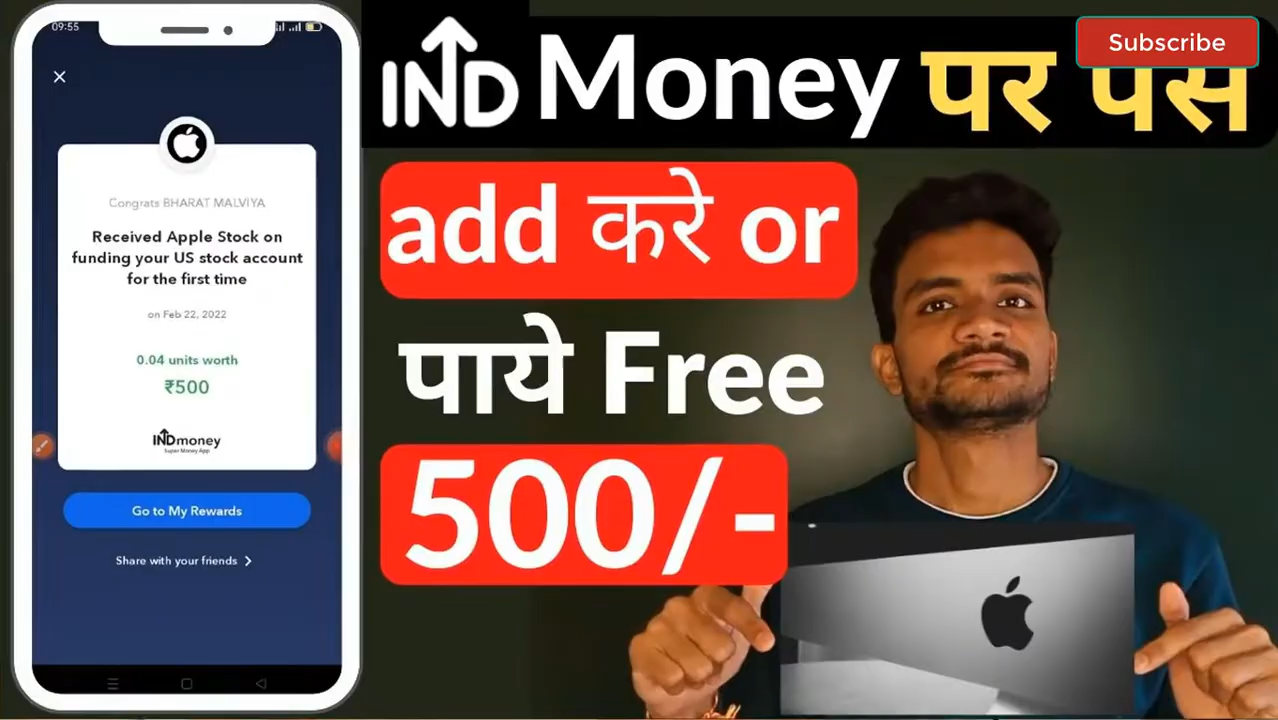 09:55
Congrats BHARAT MALVIYA
Received Apple Stock on
funding your US stock account
for the first time
on Feb 22, 2022
0.04 units worth
₹500
INDmoney
Super Money App
Go to My Rewards
Share with your friends
IND Money पर
Subscribe
add करे or
पाये Free
500/-